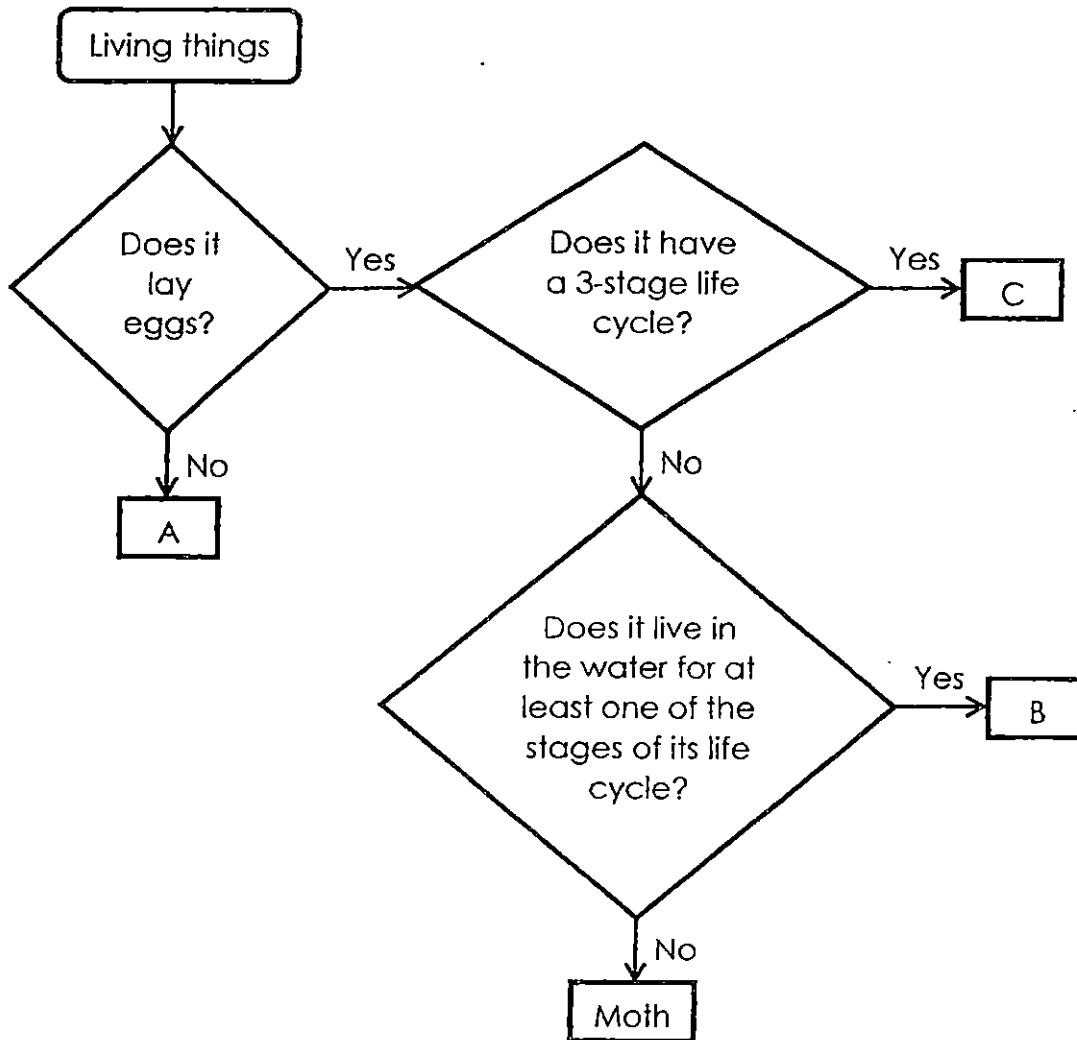 Living things
Does it
lay
eggs?
Yes
Does it have
a 3-stage life
cycle?
Yes
C
No
A
No
Does it live in
the water for at
least one of the
stages of its life
cycle?
Yes
B
No
Moth